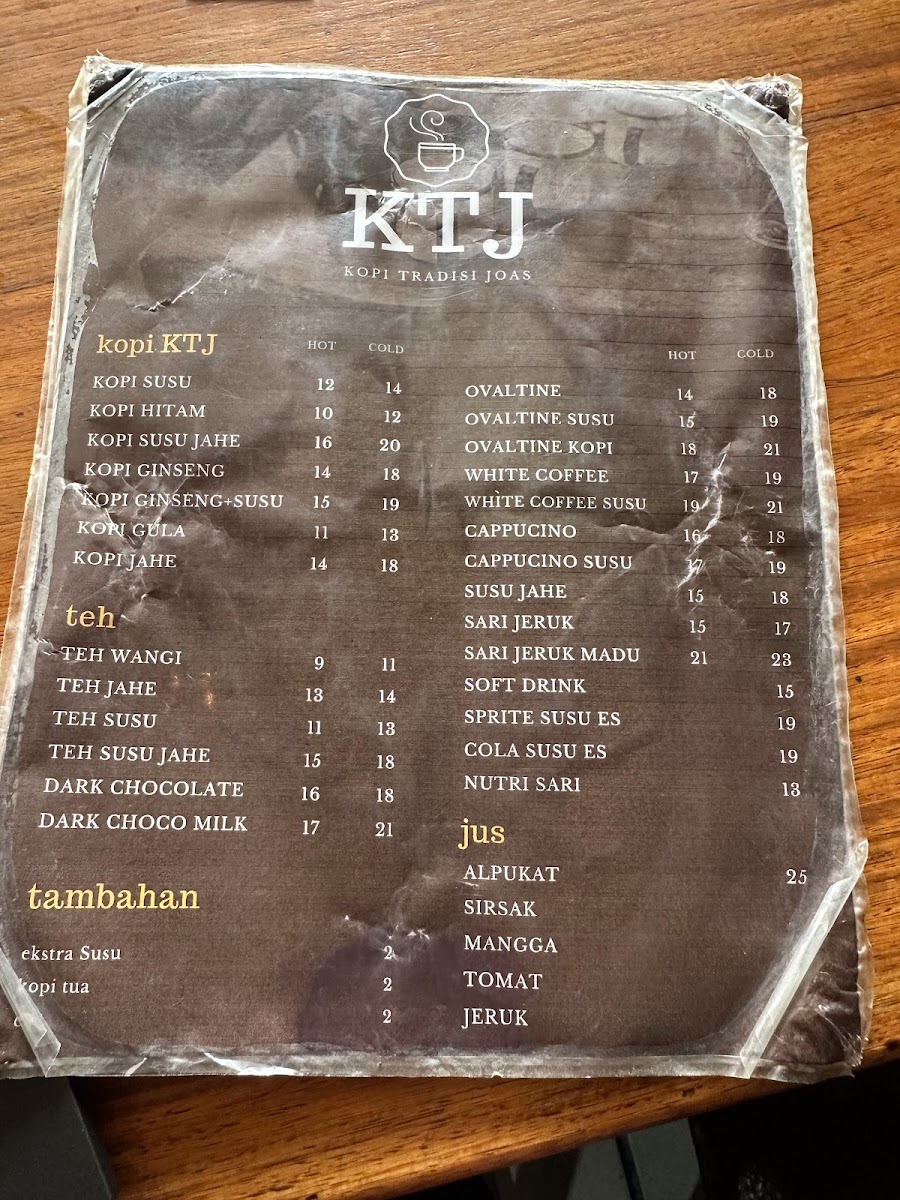 KTJ
KOPI TRADISI JOAS
kopi KTJ HOT COLD
KOPI SUSU 12 14
KOPI HITAM 10 12
KOPI SUSU JAHE 16 20
KOPI GINSENG 14 18
KOPI GINSENG+SUSU 15 19
KOPI GULA 11 13
KOPI JAHE 14 18
teh
TEH WANGI 9 11
TEH JAHE 13 14
TEH SUSU 11 13
TEH SUSU JAHE 15 18
DARK CHOCOLATE 16 18
DARK CHOCO MILK 17 21
tambahan
ekstra Susu 2
kopi tua 2
2
HOT COLD
OVALTINE 14 18
OVALTINE SUSU 15 19
OVALTINE KOPI 18 21
WHITE COFFEE 17 19
WHITE COFFEE SUSU 19 21
CAPPUCINO 16 18
CAPPUCINO SUSU 17 19
SUSU JAHE 15 18
SARI JERUK 15 17
SARI JERUK MADU 21 23
SOFT DRINK 15
SPRITE SUSU ES 19
COLA SUSU ES 19
NUTRI SARI 13
jus
ALPUKAT 25
SIRSAK
MANGGA
TOMAT
JERUK